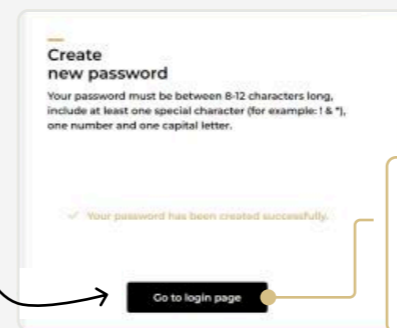 Create
new password
Your password must be between 8-12 characters long,
include at least one special character (for example: ! & *),
one number and one capital letter.
✓ Your password has been created successfully.
Go to login page